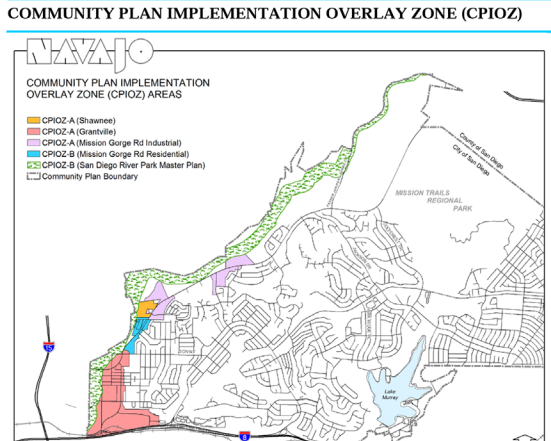 COMMUNITY PLAN IMPLEMENTATION OVERLAY ZONE (CPIOZ)
NAVAJO
COMMUNITY PLAN IMPLEMENTATION
OVERLAY ZONE (CPIOZ) AREAS
CPIOZ-A (Shawnee)
CPIOZ-A (Grantville)
CPIOZ-A (Mission Gorge Rd Industrial)
CPIOZ-B (Mission Gorge Rd Residential)
CPIOZ-B (San Diego River Park Master Plan)
Community Plan Boundary
County of San Diego
City of San Diego
MISSION TRAILS
REGIONAL
PARK
15
Lake
Murray
8